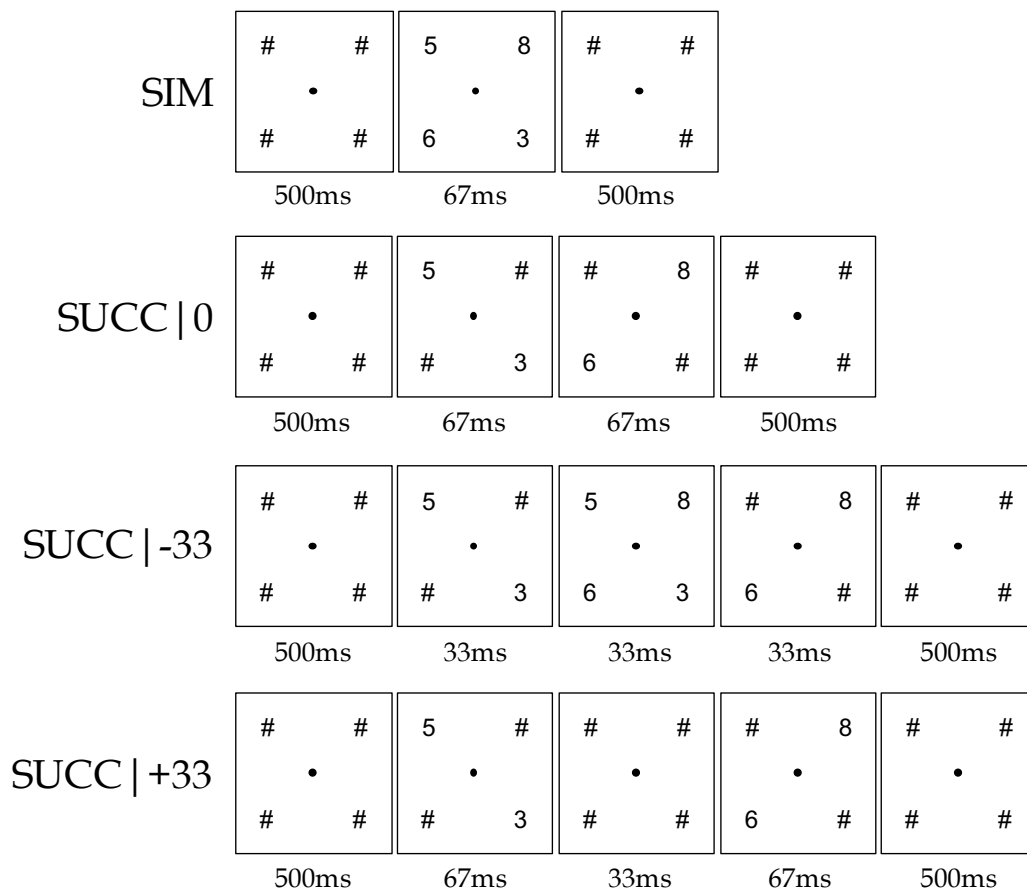 # # 5 8 # #
SIM
# # 6 3 # #
500ms 67ms 500ms
# # 5 # # 8 # #
SUCC|0
# # # 3 6 # # #
500ms 67ms 67ms 500ms
# # 5 # 5 8 # 8 # #
SUCC|-33
# # # 3 6 3 6 # # #
500ms 33ms 33ms 33ms 500ms
# # 5 # # # # 8 # #
SUCC|+33
# # # 3 # # 6 # # #
500ms 67ms 33ms 67ms 500ms